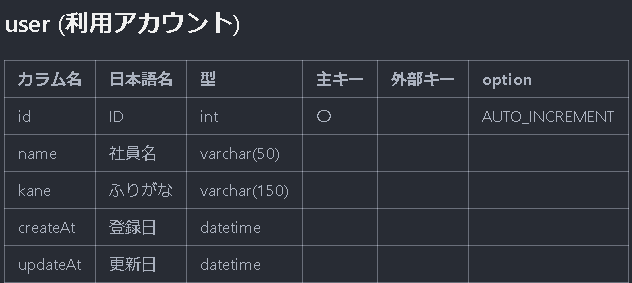 user (利用アカウント)
カラム名 日本語名 型 主キー 外部キー option
id ID int 〇 AUTO_INCREMENT
name 社員名 varchar(50)
kane ふりがな varchar(150)
createAt 登録日 datetime
updateAt 更新日 datetime